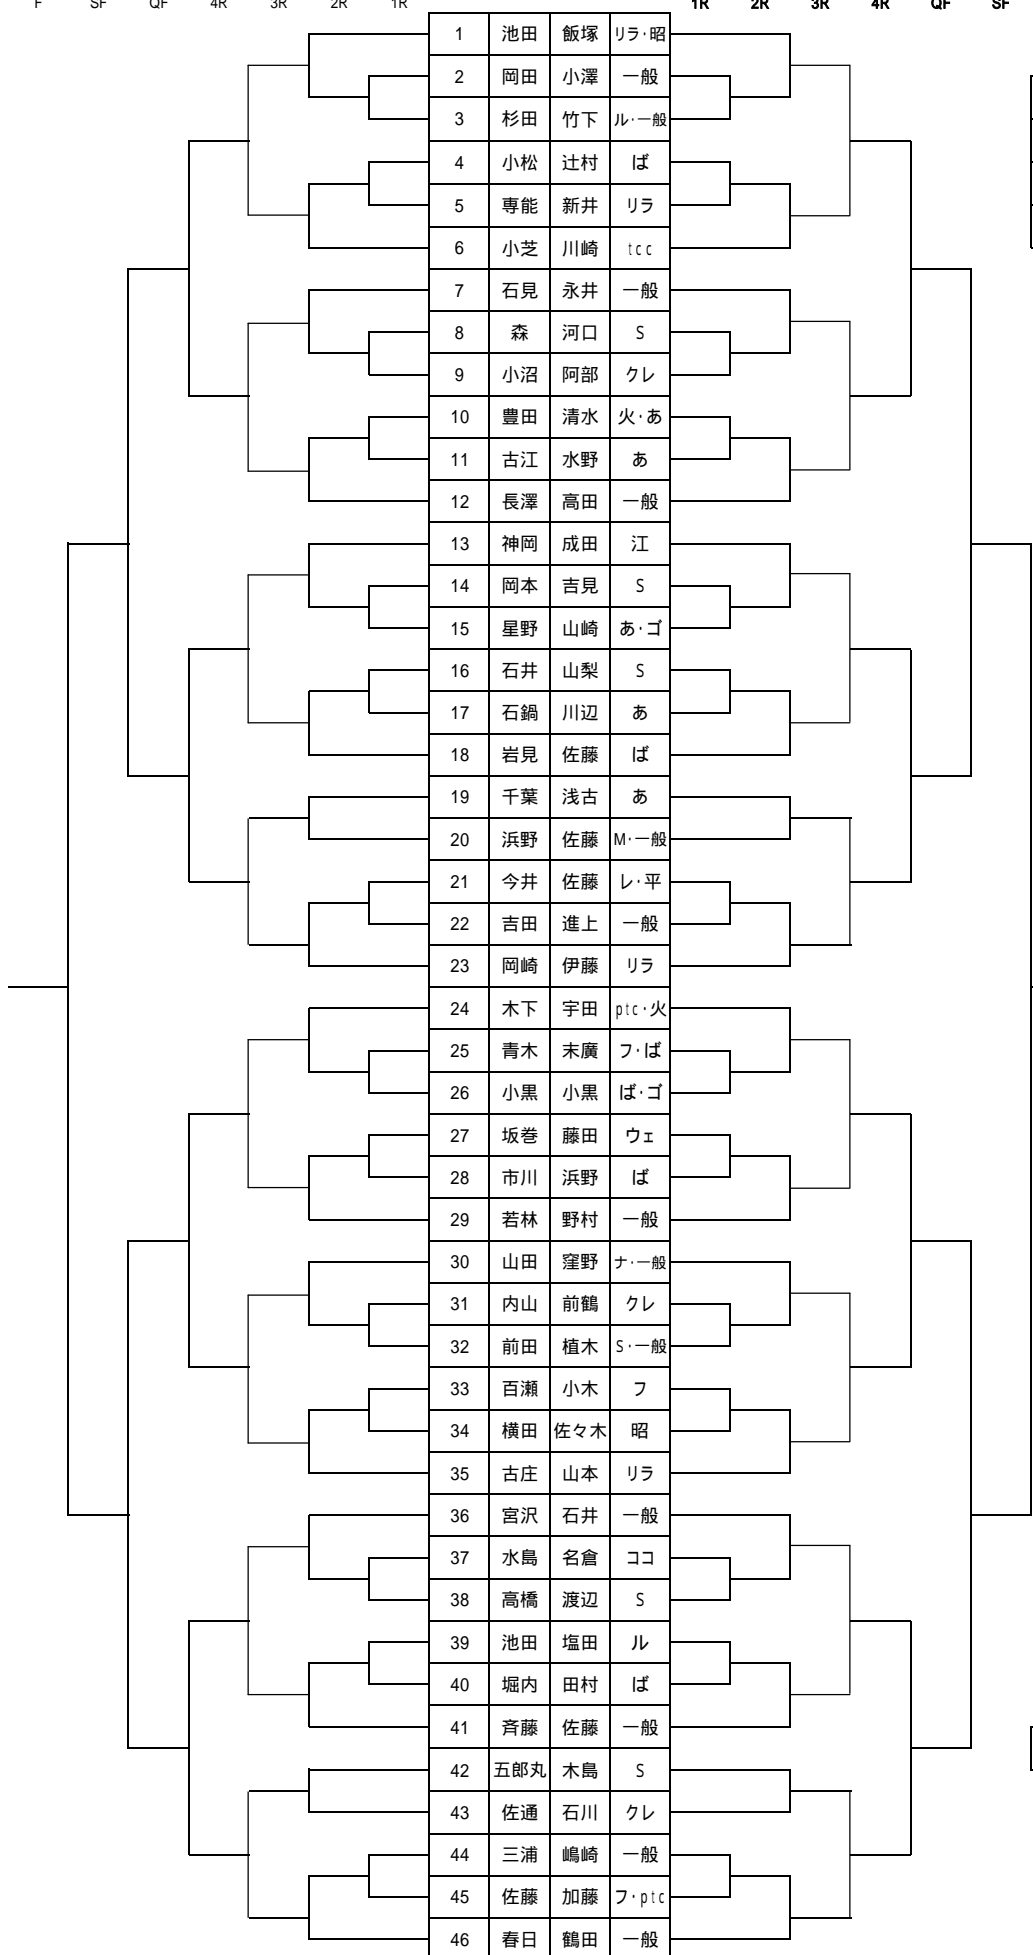 F SF QF 4R 3R 2R 1R 1R 2R 3R 4R QF SF
1 池田 飯塚 リラ・昭
2 岡田 小澤 一般
3 杉田 竹下 ル・一般
4 小松 辻村 ば
5 専能 新井 リラ
6 小芝 川崎 tcc
7 石見 永井 一般
8 森 河口 S
9 小沼 阿部 クレ
10 豊田 清水 火・あ
11 古江 水野 あ
12 長澤 高田 一般
13 神岡 成田 江
14 岡本 吉見 S
15 星野 山崎 あ・ゴ
16 石井 山梨 S
17 石鍋 川辺 あ
18 岩見 佐藤 ば
19 千葉 浅古 あ
20 浜野 佐藤 M・一般
21 今井 佐藤 レ・平
22 吉田 進上 一般
23 岡崎 伊藤 リラ
24 木下 宇田 ptc・火
25 青木 末廣 フ・ば
26 小黒 小黒 ば・ゴ
27 坂巻 藤田 ウェ
28 市川 浜野 ば
29 若林 野村 一般
30 山田 窪野 ナ・一般
31 内山 前鶴 クレ
32 前田 植木 S・一般
33 百瀬 小木 フ
34 横田 佐々木 昭
35 古庄 山本 リラ
36 宮沢 石井 一般
37 水島 名倉 ココ
38 高橋 渡辺 S
39 池田 塩田 ル
40 堀内 田村 ば
41 斉藤 佐藤 一般
42 五郎丸 木島 S
43 佐通 石川 クレ
44 三浦 嶋崎 一般
45 佐藤 加藤 フ・ptc
46 春日 鶴田 一般